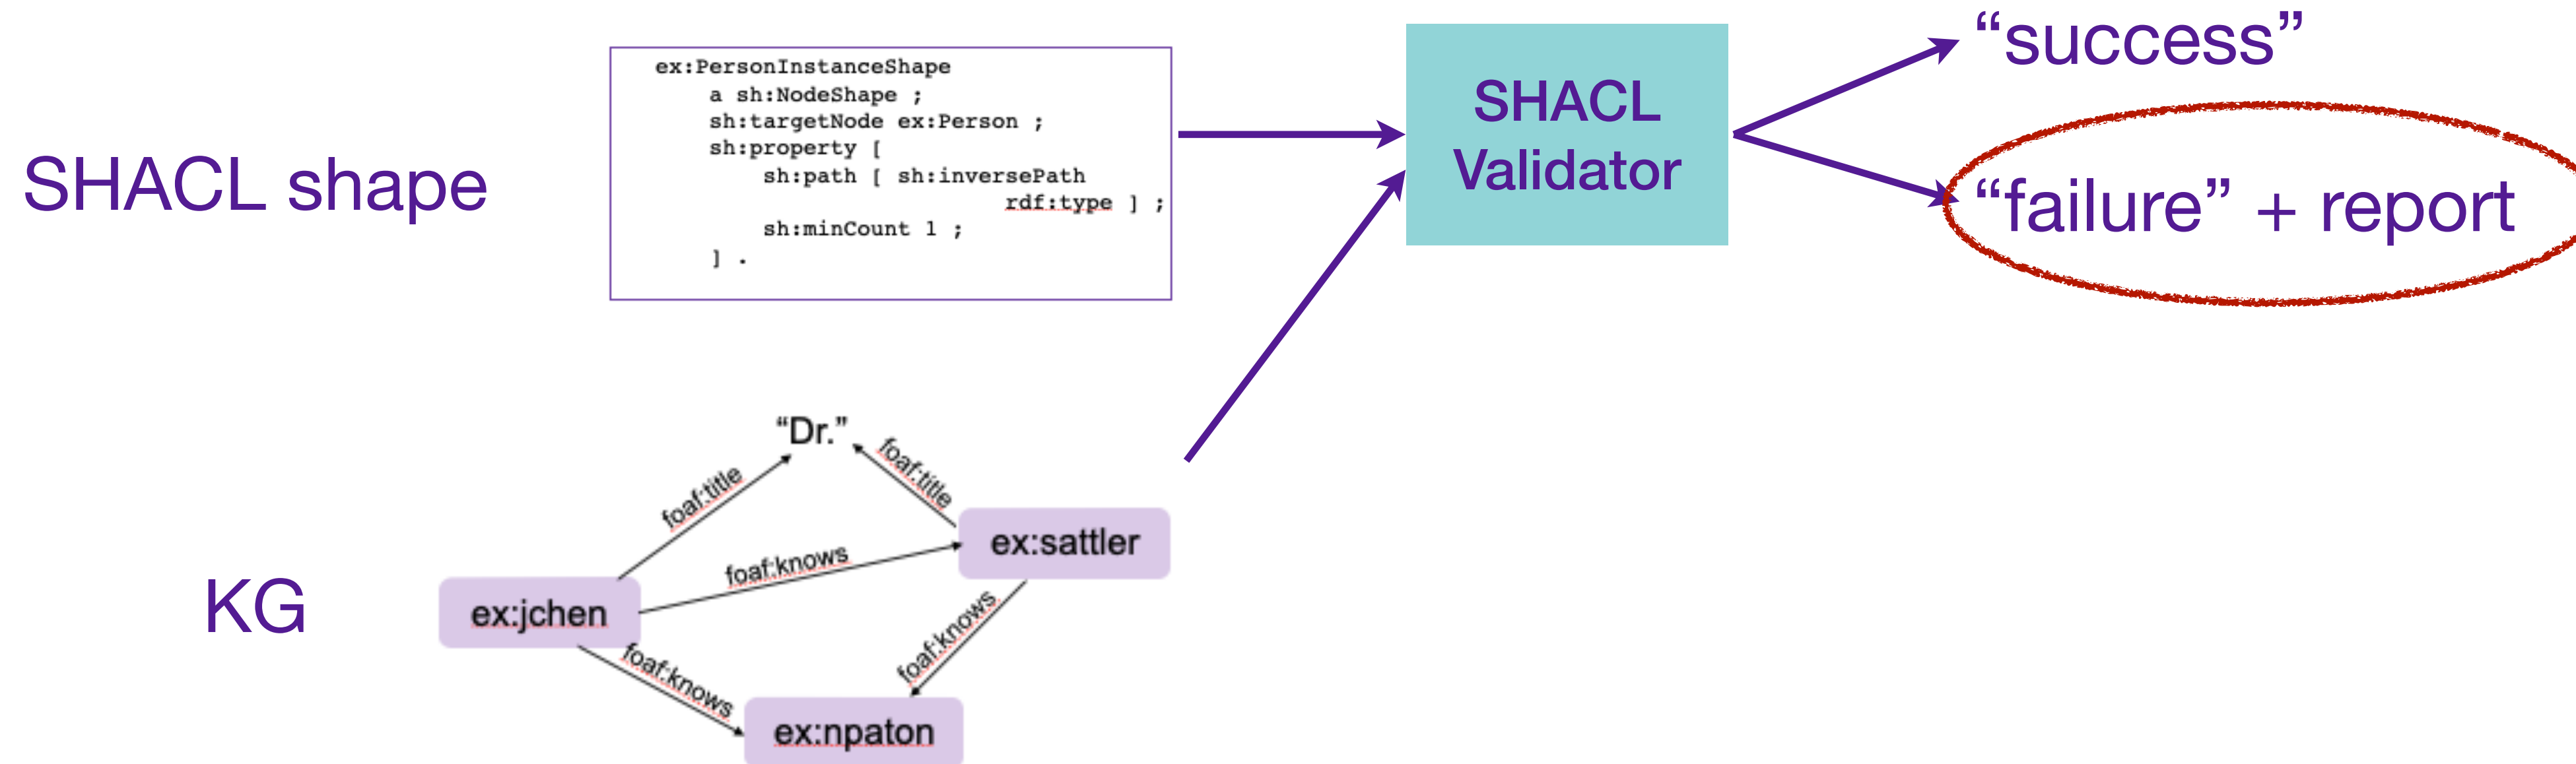 SHACL shape
ex:PersonInstanceShape
a sh:NodeShape ;
sh:targetNode ex:Person ;
sh:property [
sh:path [ sh:inversePath
rdf:type ] ;
sh:minCount 1 ;
] .
SHACL
Validator
“success”
“failure” + report
KG
“Dr.”
foaf:title
foaf:title
ex:sattler
foaf:knows
ex:jchen
foaf:knows
foaf:knows
ex:npaton